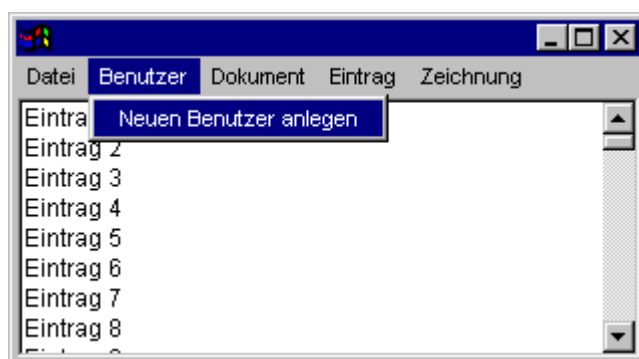 Datei Benutzer Dokument Eintrag Zeichnung
Neuen Benutzer anlegen
Eintra
Eintrag 2
Eintrag 3
Eintrag 4
Eintrag 5
Eintrag 6
Eintrag 7
Eintrag 8